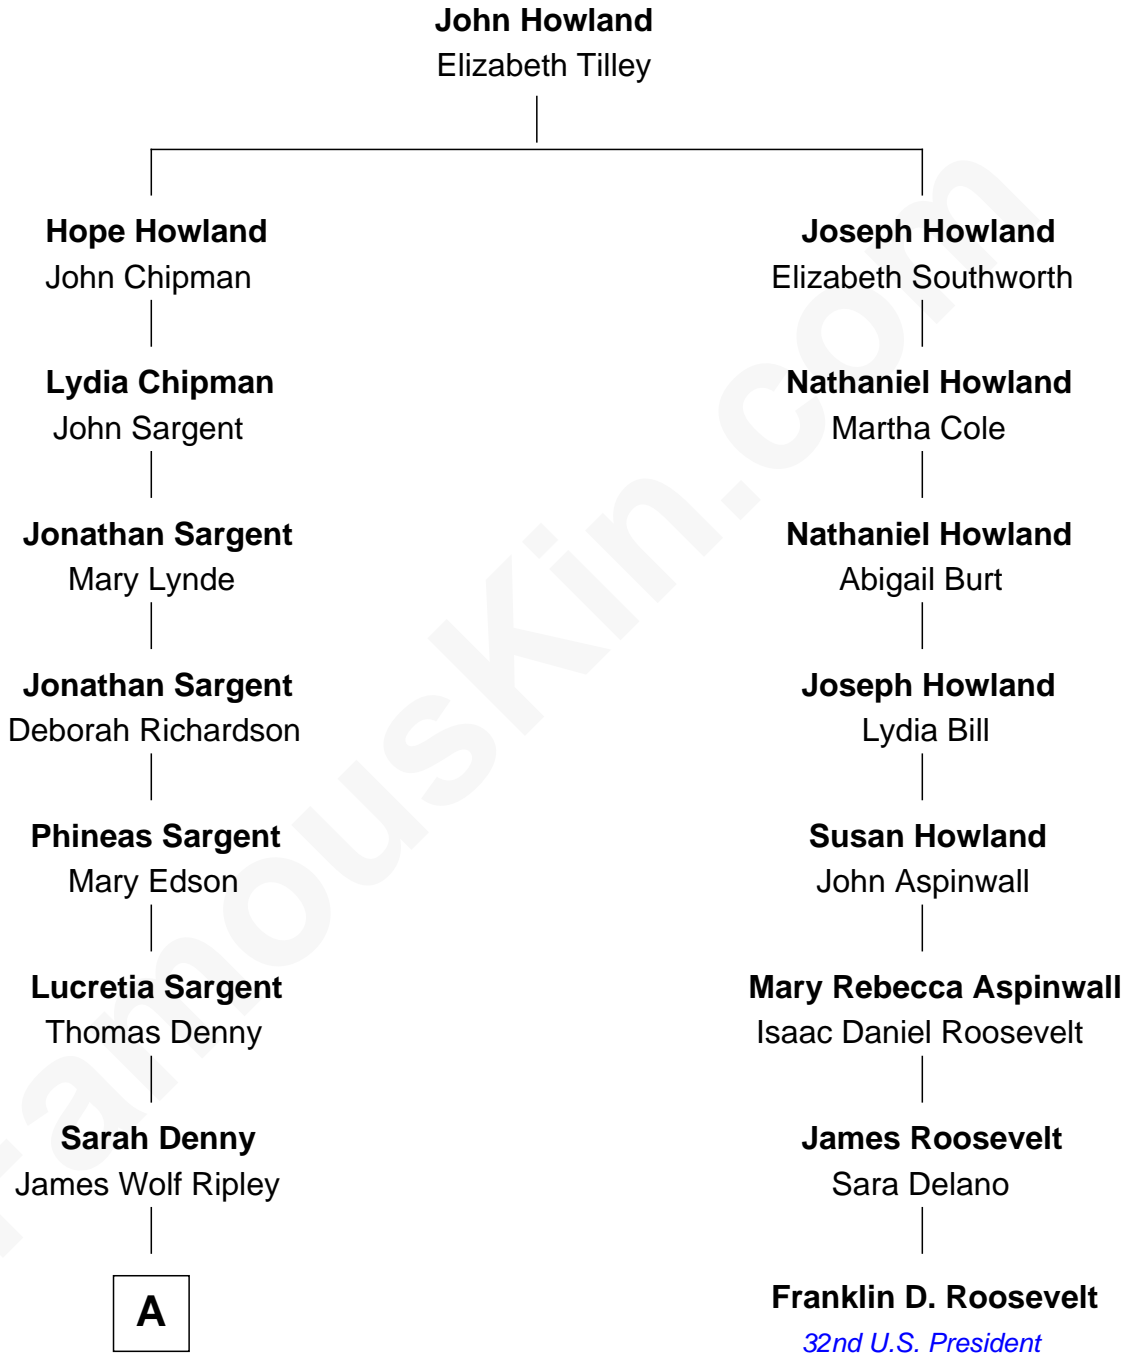 John Howland
Elizabeth Tilley
Hope Howland
John Chipman
Joseph Howland
Elizabeth Southworth
Lydia Chipman
John Sargent
Nathaniel Howland
Martha Cole
Jonathan Sargent
Mary Lynde
Nathaniel Howland
Abigail Burt
Jonathan Sargent
Deborah Richardson
Joseph Howland
Lydia Bill
Phineas Sargent
Mary Edson
Susan Howland
John Aspinwall
Lucretia Sargent
Thomas Denny
Mary Rebecca Aspinwall
Isaac Daniel Roosevelt
Sarah Denny
James Wolf Ripley
James Roosevelt
Sara Delano
A
Franklin D. Roosevelt
32nd U.S. President
FamousKin.com